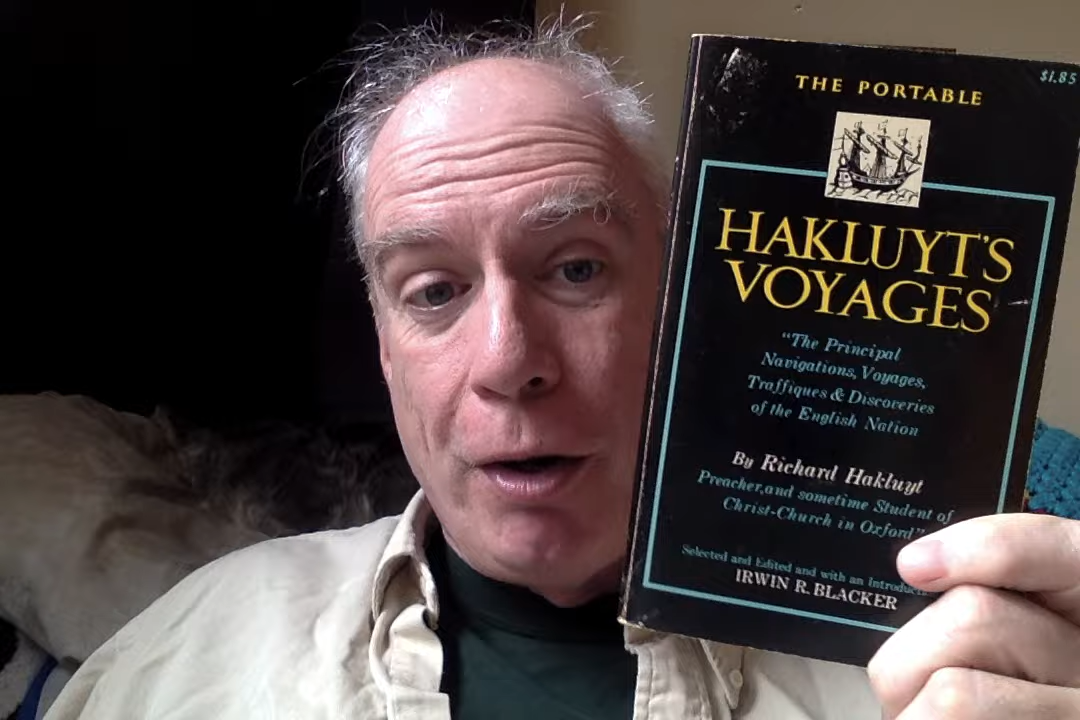 $1.85
THE PORTABLE
HAKLUYT'S
VOYAGES
"The Principal
Navigations, Voyages,
Traffiques & Discoveries
of the English Nation
By Richard Hakluyt
Preacher, and sometime Student of
Christ-Church in Oxford"
Selected and Edited and with an Introduc
IRWIN R. BLACKER